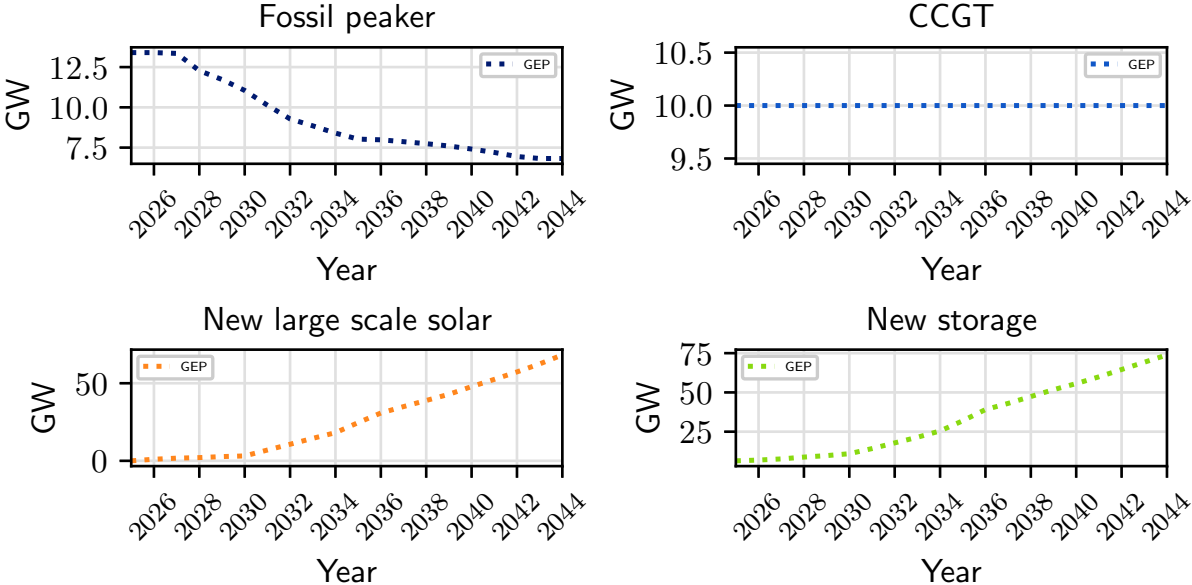 Fossil peaker
GW
12.5
10.0
7.5
GEP
2026 2028 2030 2032 2034 2036 2038 2040 2042 2044
Year
CCGT
GW
10.5
10.0
9.5
GEP
2026 2028 2030 2032 2034 2036 2038 2040 2042 2044
Year
New large scale solar
GW
50
0
GEP
2026 2028 2030 2032 2034 2036 2038 2040 2042 2044
Year
New storage
GW
75
50
25
GEP
2026 2028 2030 2032 2034 2036 2038 2040 2042 2044
Year